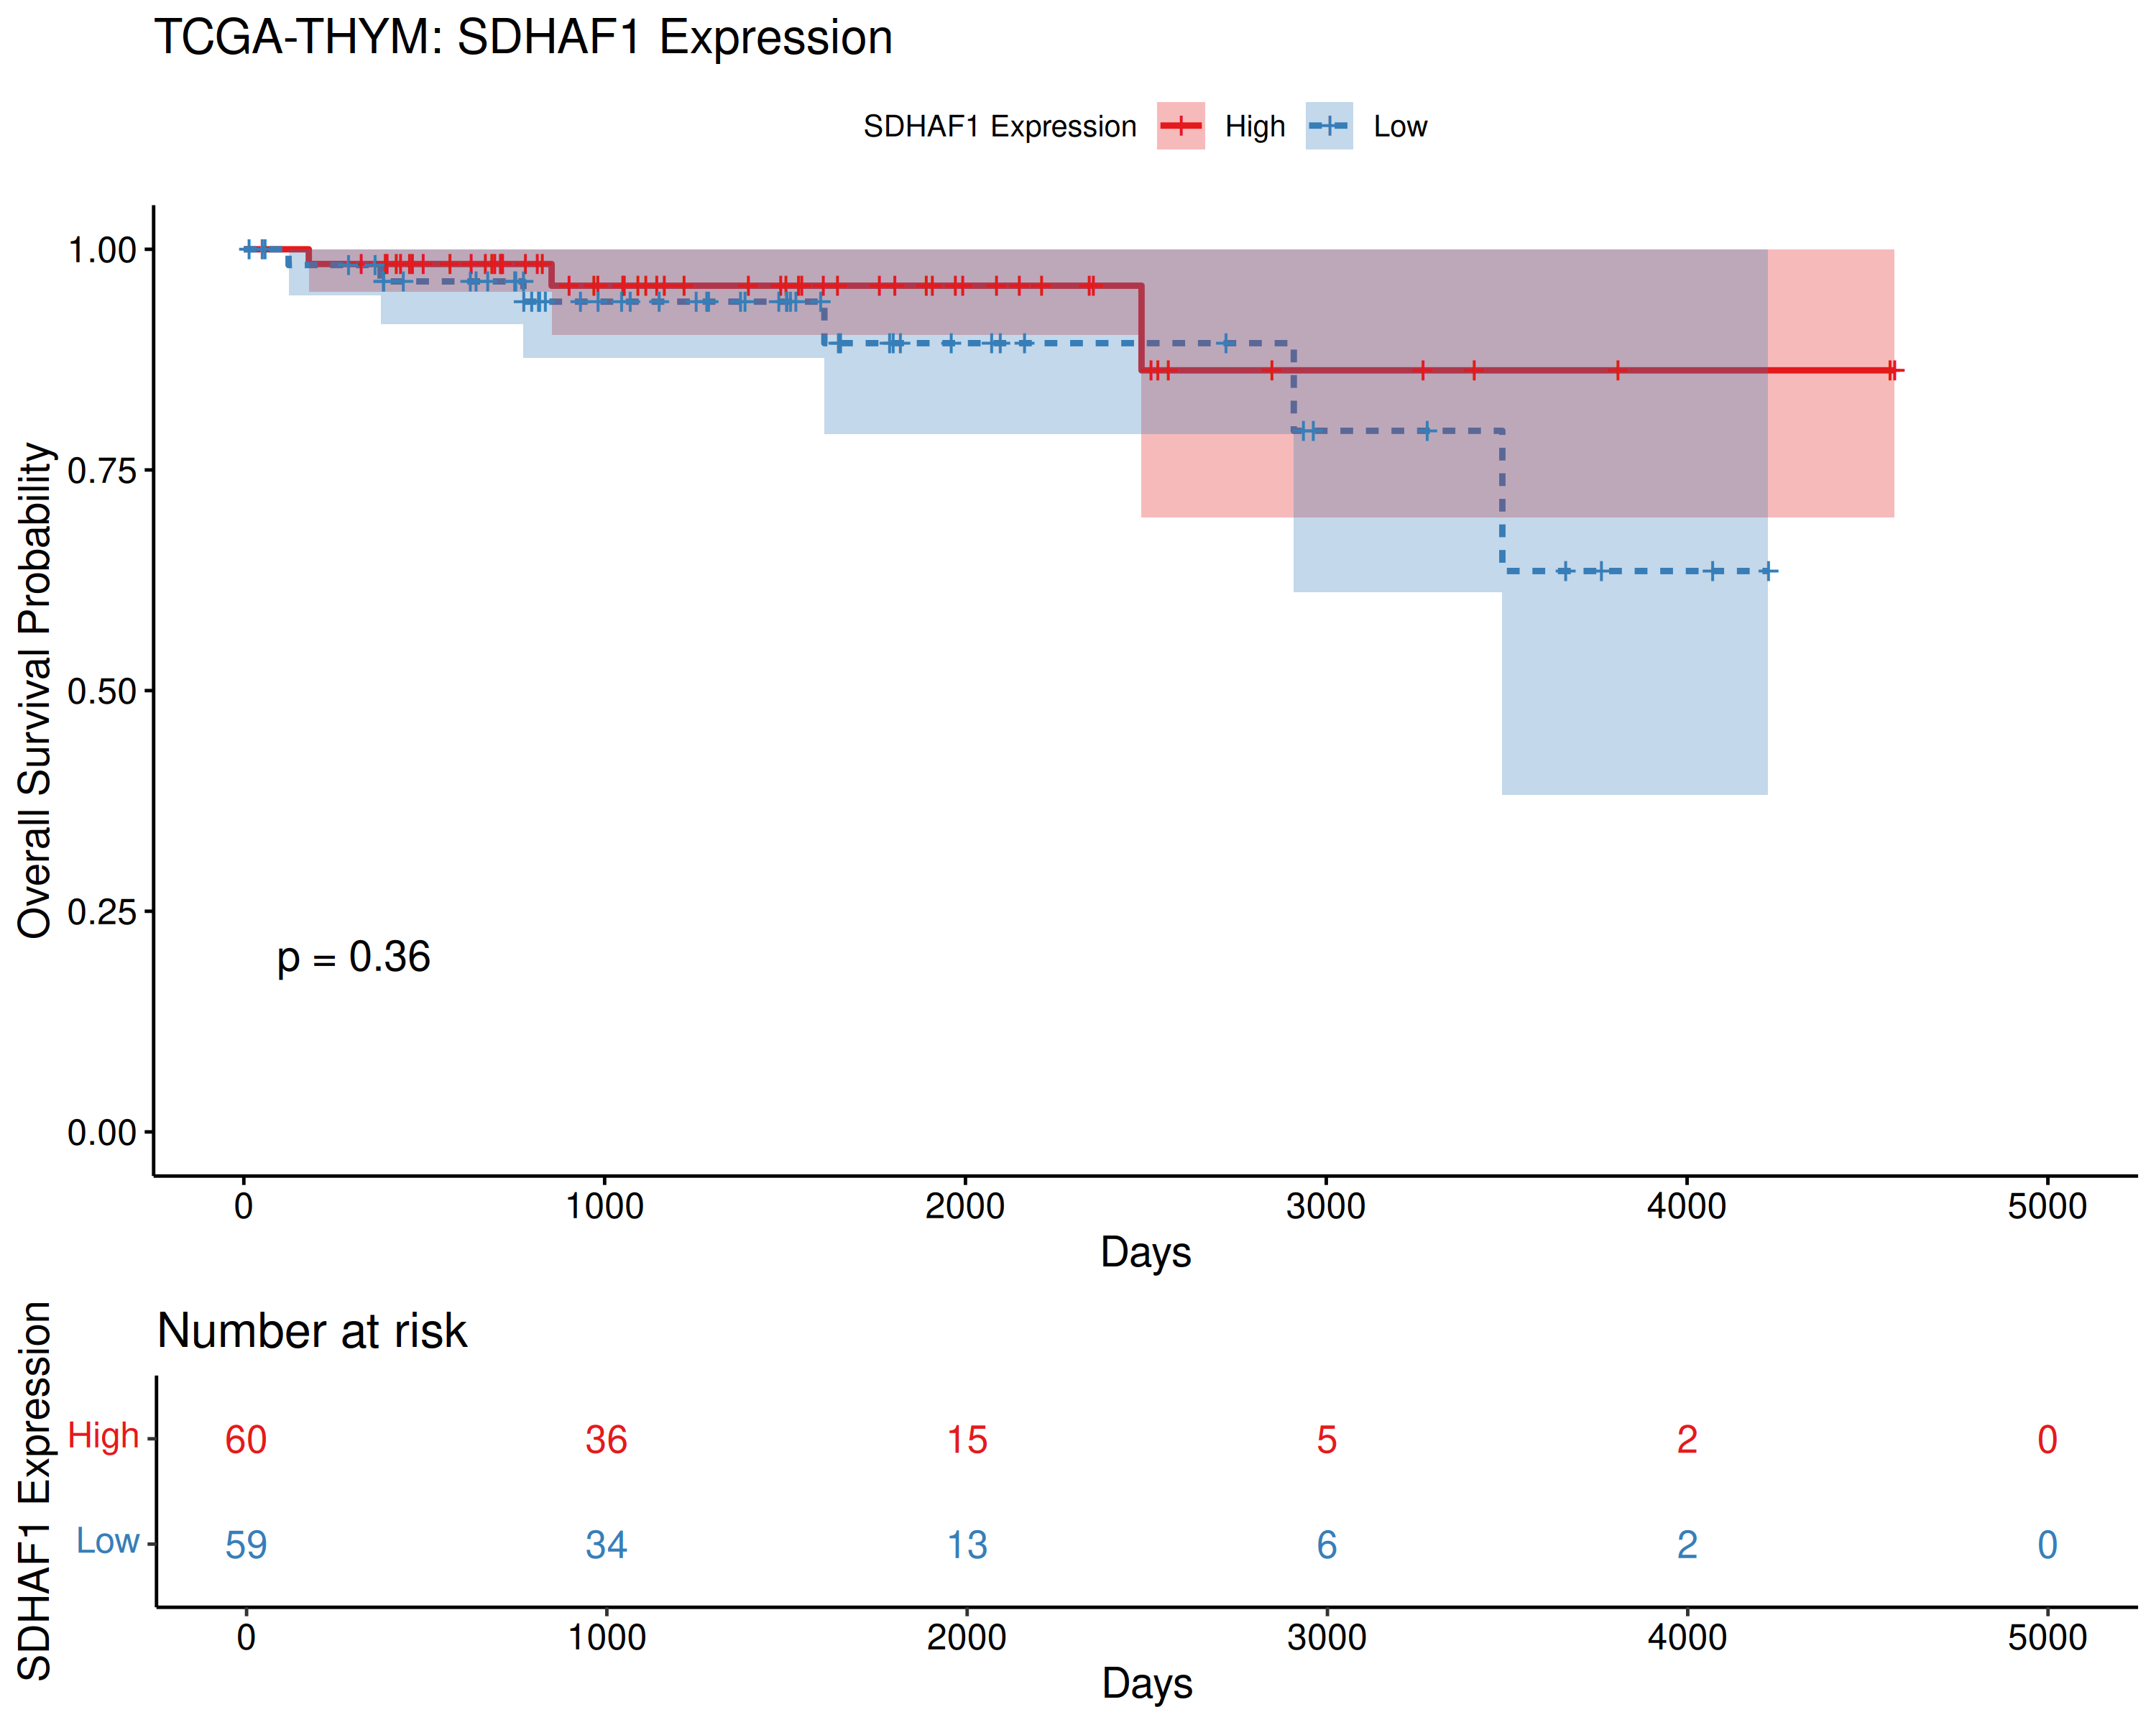 TCGA-THYM: SDHAF1 Expression
SDHAF1 Expression High Low
Overall Survival Probability
1.00
0.75
0.50
0.25
0.00
p = 0.36
0 1000 2000 3000 4000 5000
Days
Number at risk
SDHAF1 Expression
High 60 36 15 5 2 0
Low 59 34 13 6 2 0
0 1000 2000 3000 4000 5000
Days